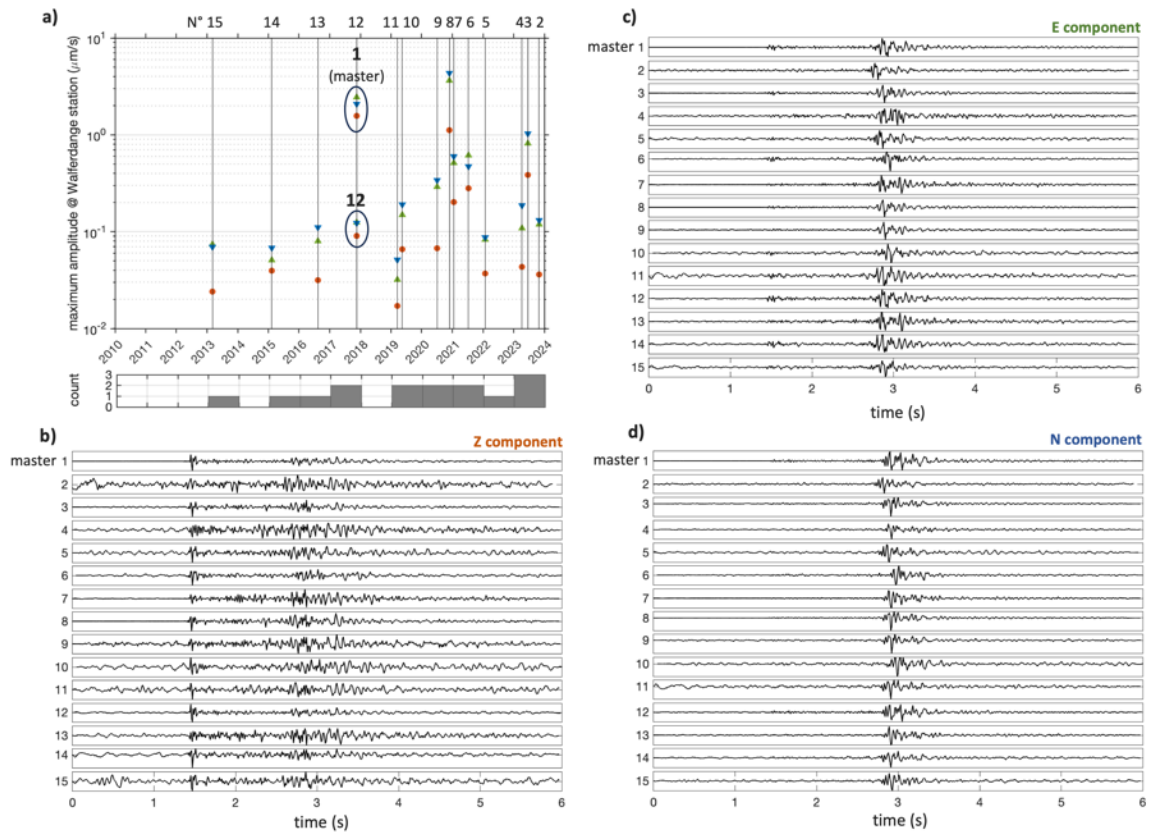 a)
N° 15 14 13 12 11 10 9 87 6 5 43 2
maximum amplitude @ Walferdange station (μm/s)
10¹
10⁰
10⁻¹
10⁻²
1
(master)
12
2010 2011 2012 2013 2014 2015 2016 2017 2018 2019 2020 2021 2022 2023 2024
count
3
2
1
0
b)
Z component
master 1
2
3
4
5
6
7
8
9
10
11
12
13
14
15
0 1 2 3 4 5 6
time (s)
c)
E component
master 1
2
3
4
5
6
7
8
9
10
11
12
13
14
15
0 1 2 3 4 5 6
time (s)
d)
N component
master 1
2
3
4
5
6
7
8
9
10
11
12
13
14
15
0 1 2 3 4 5 6
time (s)